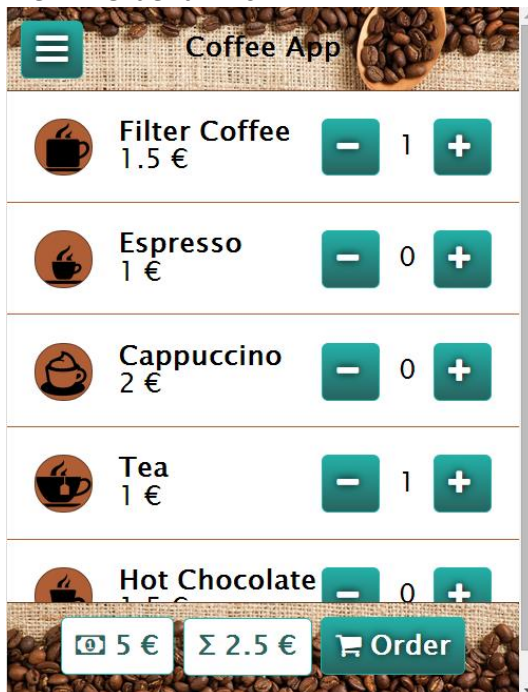 Coffee App
Filter Coffee
1.5 €
1
Espresso
1 €
0
Cappuccino
2 €
0
Tea
1 €
1
Hot Chocolate
0
5 €
Σ 2.5 €
Order